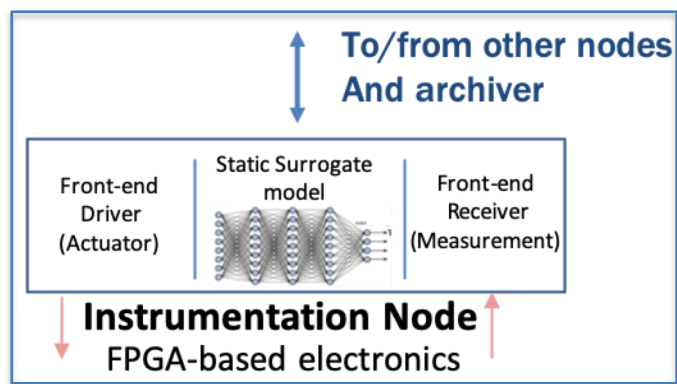 To/from other nodes
And archiver
Static Surrogate
model
Front-end
Driver
(Actuator)
Front-end
Receiver
(Measurement)
Instrumentation Node
FPGA-based electronics